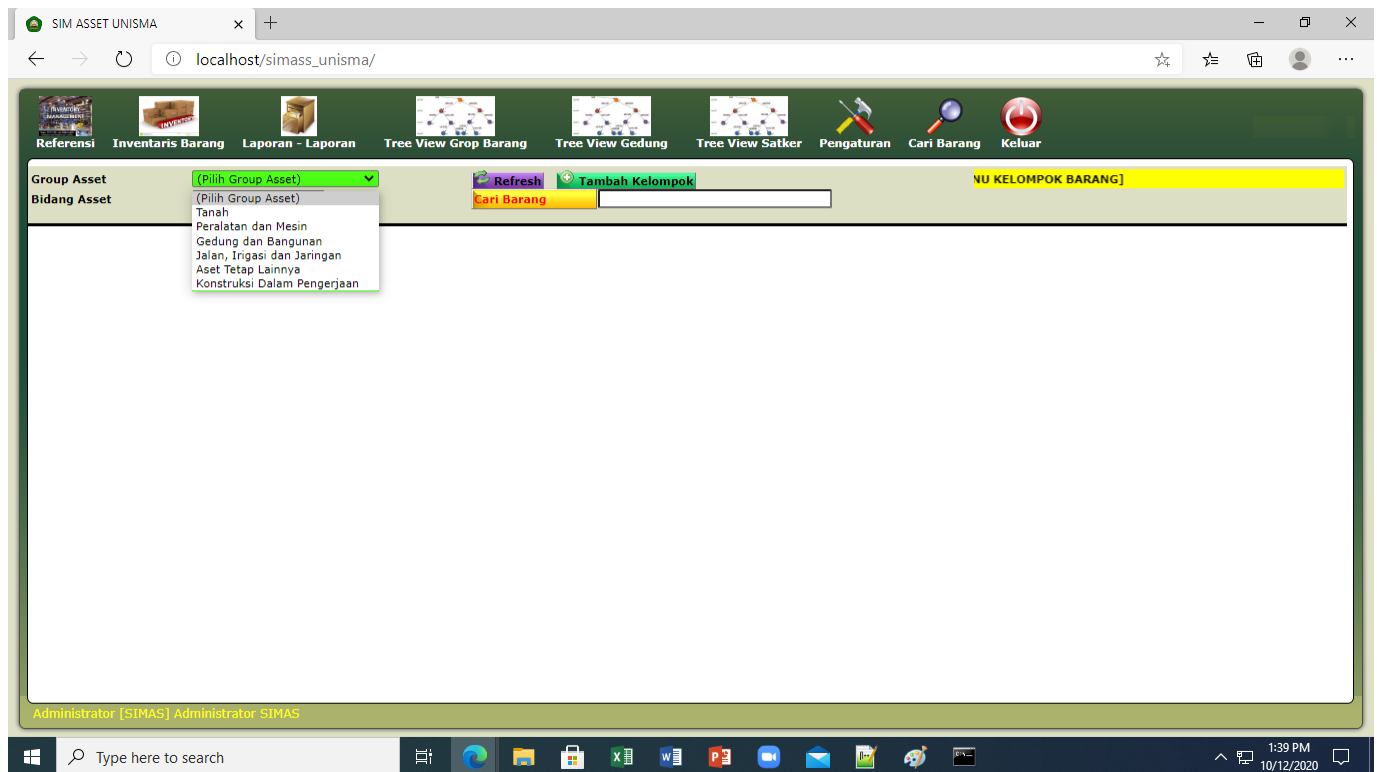 SIM ASSET UNISMA
localhost/simass_unisma/
INVENTORY MANAGEMENT
INVENTORY
Referensi Inventaris Barang Laporan - Laporan Tree View Grop Barang Tree View Gedung Tree View Satker Pengaturan Cari Barang Keluar
Group Asset (Pilih Group Asset) Refresh Tambah Kelompok NU KELOMPOK BARANG]
Bidang Asset Cari Barang
(Pilih Group Asset)
Tanah
Peralatan dan Mesin
Gedung dan Bangunan
Jalan, Irigasi dan Jaringan
Aset Tetap Lainnya
Konstruksi Dalam Pengerjaan
Administrator [SIMAS] Administrator SIMAS
Type here to search
1:39 PM
10/12/2020